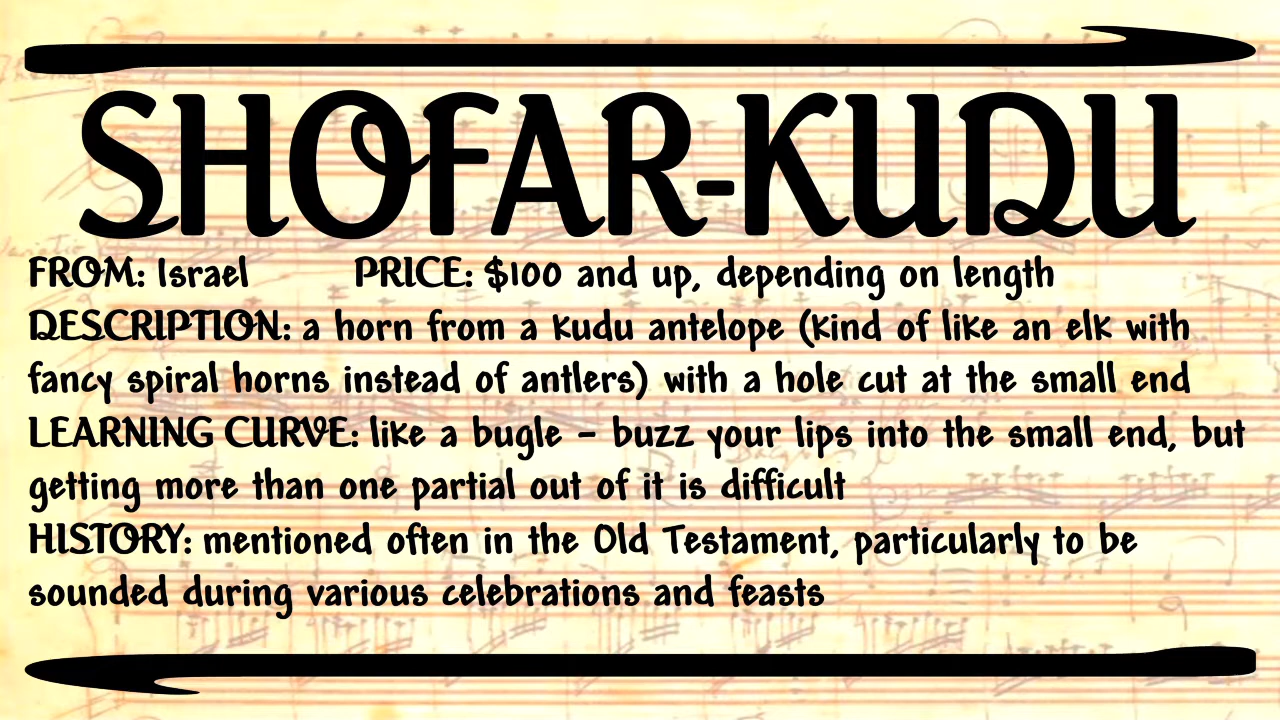 SHOFAR-KUDU
FROM: Israel PRICE: $100 and up, depending on length
DESCRIPTION: a horn from a kudu antelope (kind of like an elk with
fancy spiral horns instead of antlers) with a hole cut at the small end
LEARNING CURVE: like a bugle – buzz your lips into the small end, but
getting more than one partial out of it is difficult
HISTORY: mentioned often in the Old Testament, particularly to be
sounded during various celebrations and feasts